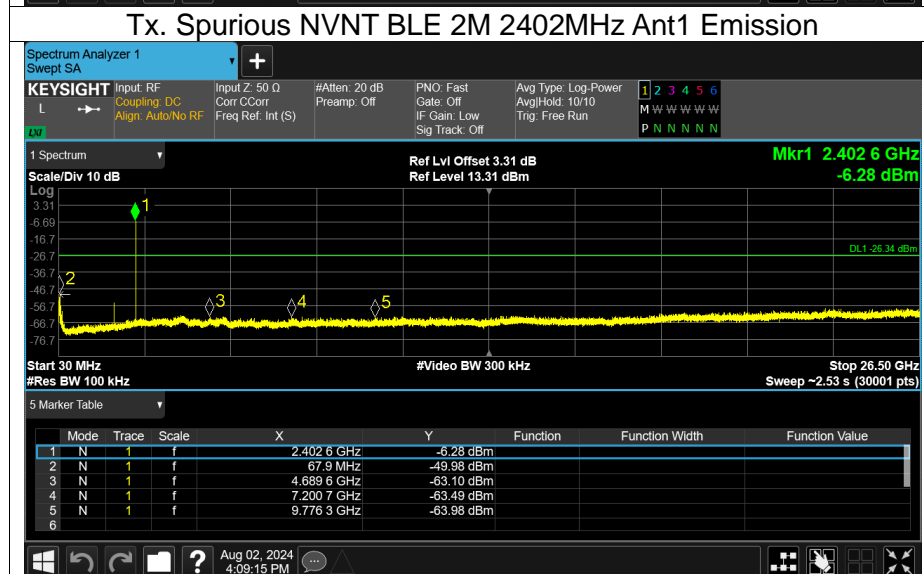 Tx. Spurious NVNT BLE 2M 2402MHz Ant1 Emission
Spectrum Analyzer 1
Swept SA
+
KEYSIGHT Input: RF Input Z: 50 Ω #Atten: 20 dB PNO: Fast Avg Type: Log-Power 1 2 3 4 5 6
L Coupling: DC Corr CCorr Preamp: Off Gate: Off Avg|Hold: 10/10 M W W W W W
Align: Auto/No RF Freq Ref: Int (S) IF Gain: Low Trig: Free Run
LXI Sig Track: Off P N N N N N
1 Spectrum Ref Lvl Offset 3.31 dB Mkr1 2.402 6 GHz
Scale/Div 10 dB Ref Level 13.31 dBm -6.28 dBm
Log
3.31
-6.69
-16.7
-26.7
-36.7
-46.7
-56.7
-66.7
-76.7
1
DL1 -26.34 dBm
2
3
4
5
Start 30 MHz #Video BW 300 kHz Stop 26.50 GHz
#Res BW 100 kHz Sweep ~2.53 s (30001 pts)
5 Marker Table
Mode Trace Scale X Y Function Function Width Function Value
1 N 1 f 2.402 6 GHz -6.28 dBm
2 N 1 f 67.9 MHz -49.98 dBm
3 N 1 f 4.689 6 GHz -63.10 dBm
4 N 1 f 7.200 7 GHz -63.49 dBm
5 N 1 f 9.776 3 GHz -63.98 dBm
6
? Aug 02, 2024
4:09:15 PM